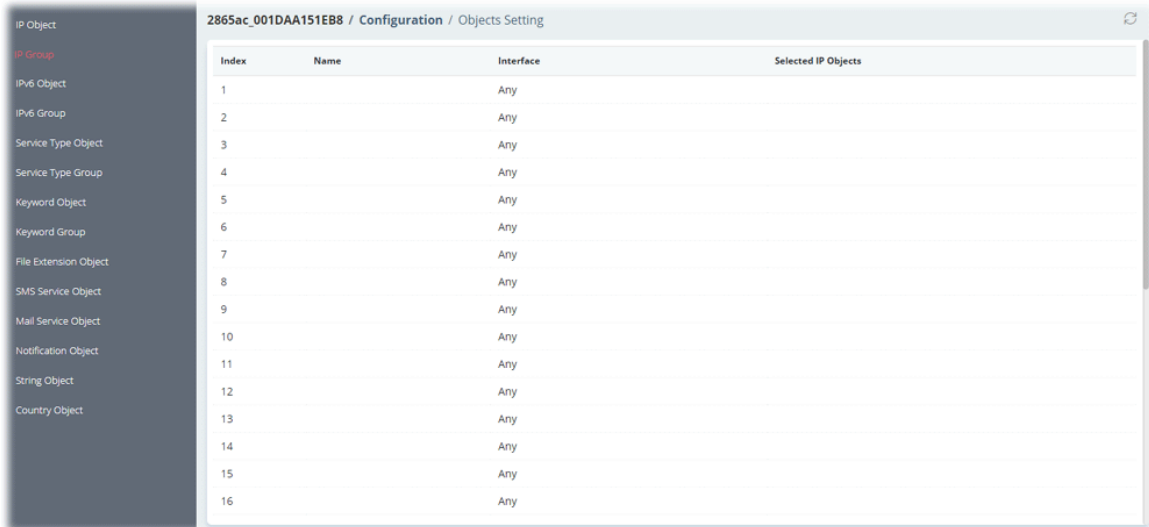 IP Object
IP Group
IPv6 Object
IPv6 Group
Service Type Object
Service Type Group
Keyword Object
Keyword Group
File Extension Object
SMS Service Object
Mail Service Object
Notification Object
String Object
Country Object
2865ac_001DAA151EB8 / Configuration / Objects Setting
Index Name Interface Selected IP Objects
1 Any
2 Any
3 Any
4 Any
5 Any
6 Any
7 Any
8 Any
9 Any
10 Any
11 Any
12 Any
13 Any
14 Any
15 Any
16 Any